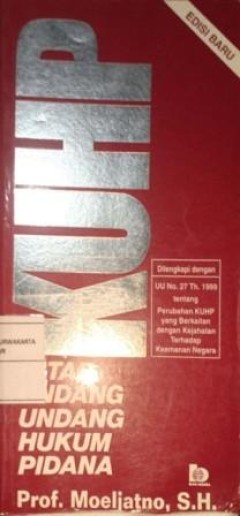 EDISI BARU
KUHP
Dilengkapi dengan
UU No. 27 Th. 1999
tentang
Perubahan KUHP
yang Berkaitan
dengan Kejahatan
Terhadap
Keamanan Negara
UNDANG
HUKUM
PIDANA
Prof. Moeljatno, S.H.